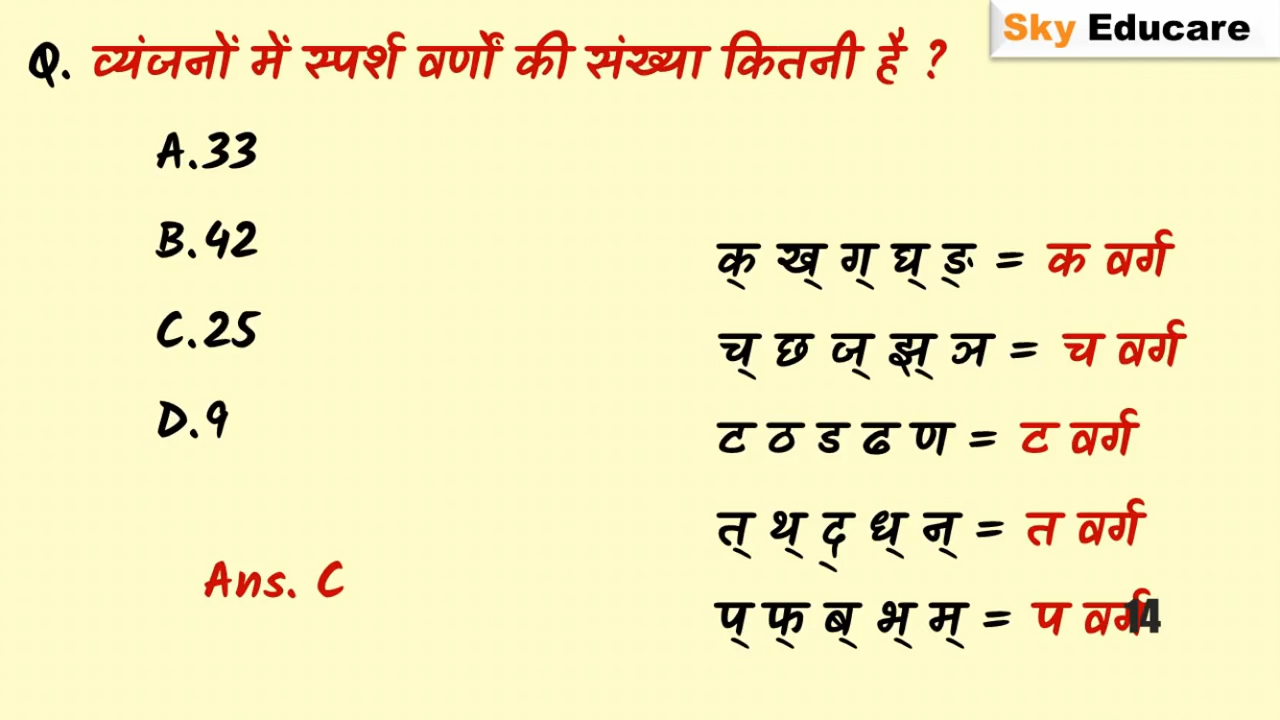 Sky Educare
Q. व्यंजनों में स्पर्श वर्णों की संख्या कितनी है ?
A.33
B.42
C.25
D.9
Ans. C
क् ख् ग् घ् ङ् = क वर्ग
च् छ ज् झ् ञ = च वर्ग
ट ठ ड ढ ण = ट वर्ग
त् थ् द् ध् न् = त वर्ग
प् फ् ब् भ् म् = प वर्ग
14